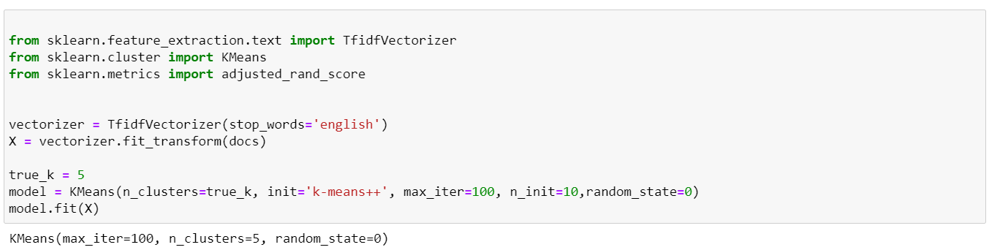 from sklearn.feature_extraction.text import TfidfVectorizer
from sklearn.cluster import KMeans
from sklearn.metrics import adjusted_rand_score
vectorizer = TfidfVectorizer(stop_words='english')
X = vectorizer.fit_transform(docs)
true_k = 5
model = KMeans(n_clusters=true_k, init='k-means++', max_iter=100, n_init=10,random_state=0)
model.fit(X)
KMeans(max_iter=100, n_clusters=5, random_state=0)